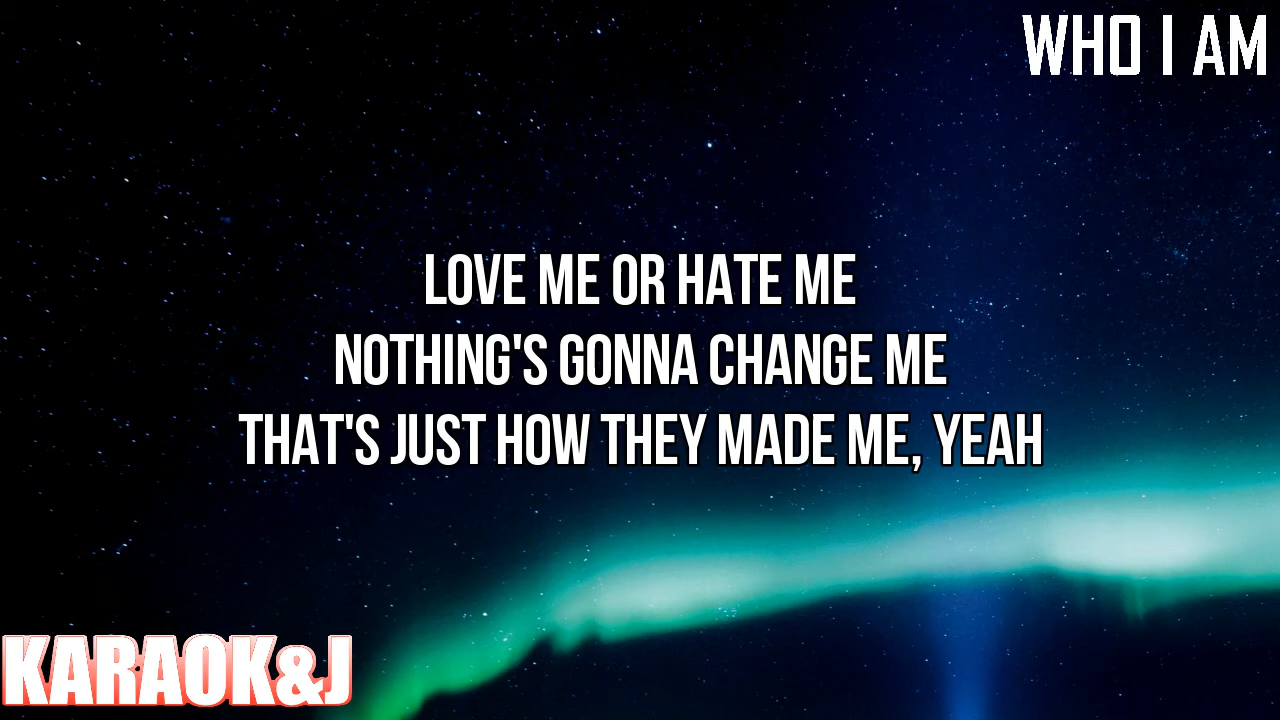 WHO I AM
LOVE ME OR HATE ME
NOTHING'S GONNA CHANGE ME
THAT'S JUST HOW THEY MADE ME, YEAH
KARAOK&J